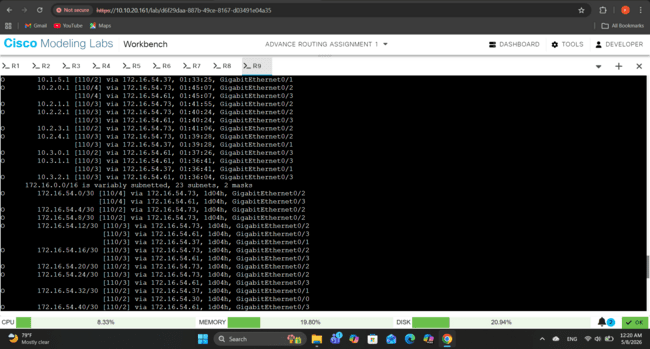 Not secure https://10.10.20.161/lab/d6f29daa-887b-49ce-8167-d03491e04a35
Gmail YouTube Maps All Bookmarks
Cisco Modeling Labs Workbench ADVANCE ROUTING ASSIGNMENT 1 DASHBOARD TOOLS DEVELOPER
R1 R2 R3 R4 R5 R6 R7 R8 R9
O 10.1.5.1 [110/2] via 172.16.54.37, 01:33:25, GigabitEthernet0/1
O 10.2.0.1 [110/4] via 172.16.54.73, 01:45:07, GigabitEthernet0/2
[110/4] via 172.16.54.61, 01:45:07, GigabitEthernet0/3
O 10.2.1.1 [110/3] via 172.16.54.73, 01:41:55, GigabitEthernet0/2
O 10.2.2.1 [110/3] via 172.16.54.73, 01:40:24, GigabitEthernet0/2
[110/3] via 172.16.54.61, 01:40:24, GigabitEthernet0/3
O 10.2.3.1 [110/2] via 172.16.54.73, 01:41:06, GigabitEthernet0/2
O 10.2.4.1 [110/3] via 172.16.54.73, 01:39:28, GigabitEthernet0/2
[110/3] via 172.16.54.37, 01:39:28, GigabitEthernet0/1
O 10.3.0.1 [110/3] via 172.16.54.61, 01:37:26, GigabitEthernet0/3
O 10.3.1.1 [110/3] via 172.16.54.61, 01:36:41, GigabitEthernet0/3
[110/3] via 172.16.54.37, 01:36:41, GigabitEthernet0/1
O 10.3.2.1 [110/2] via 172.16.54.61, 01:36:04, GigabitEthernet0/3
172.16.0.0/16 is variably subnetted, 23 subnets, 2 masks
O 172.16.54.0/30 [110/4] via 172.16.54.73, 1d04h, GigabitEthernet0/2
[110/4] via 172.16.54.61, 1d04h, GigabitEthernet0/3
O 172.16.54.4/30 [110/2] via 172.16.54.73, 1d04h, GigabitEthernet0/2
O 172.16.54.8/30 [110/2] via 172.16.54.73, 1d04h, GigabitEthernet0/2
O 172.16.54.12/30 [110/3] via 172.16.54.73, 1d04h, GigabitEthernet0/2
[110/3] via 172.16.54.61, 1d04h, GigabitEthernet0/3
[110/3] via 172.16.54.37, 1d04h, GigabitEthernet0/1
O 172.16.54.16/30 [110/3] via 172.16.54.73, 1d04h, GigabitEthernet0/2
[110/3] via 172.16.54.61, 1d04h, GigabitEthernet0/3
O 172.16.54.20/30 [110/3] via 172.16.54.73, 1d04h, GigabitEthernet0/2
O 172.16.54.24/30 [110/3] via 172.16.54.73, 1d04h, GigabitEthernet0/2
[110/3] via 172.16.54.61, 1d04h, GigabitEthernet0/3
O 172.16.54.32/30 [110/2] via 172.16.54.37, 1d04h, GigabitEthernet0/1
[110/2] via 172.16.54.30, 1d04h, GigabitEthernet0/0
O 172.16.54.40/30 [110/3] via 172.16.54.61, 1d04h, GigabitEthernet0/3
CPU 8.33% MEMORY 19.80% DISK 20.94% 2 OK
79°F
Mostly clear
Search
ENG
12:20 AM
5/8/2026